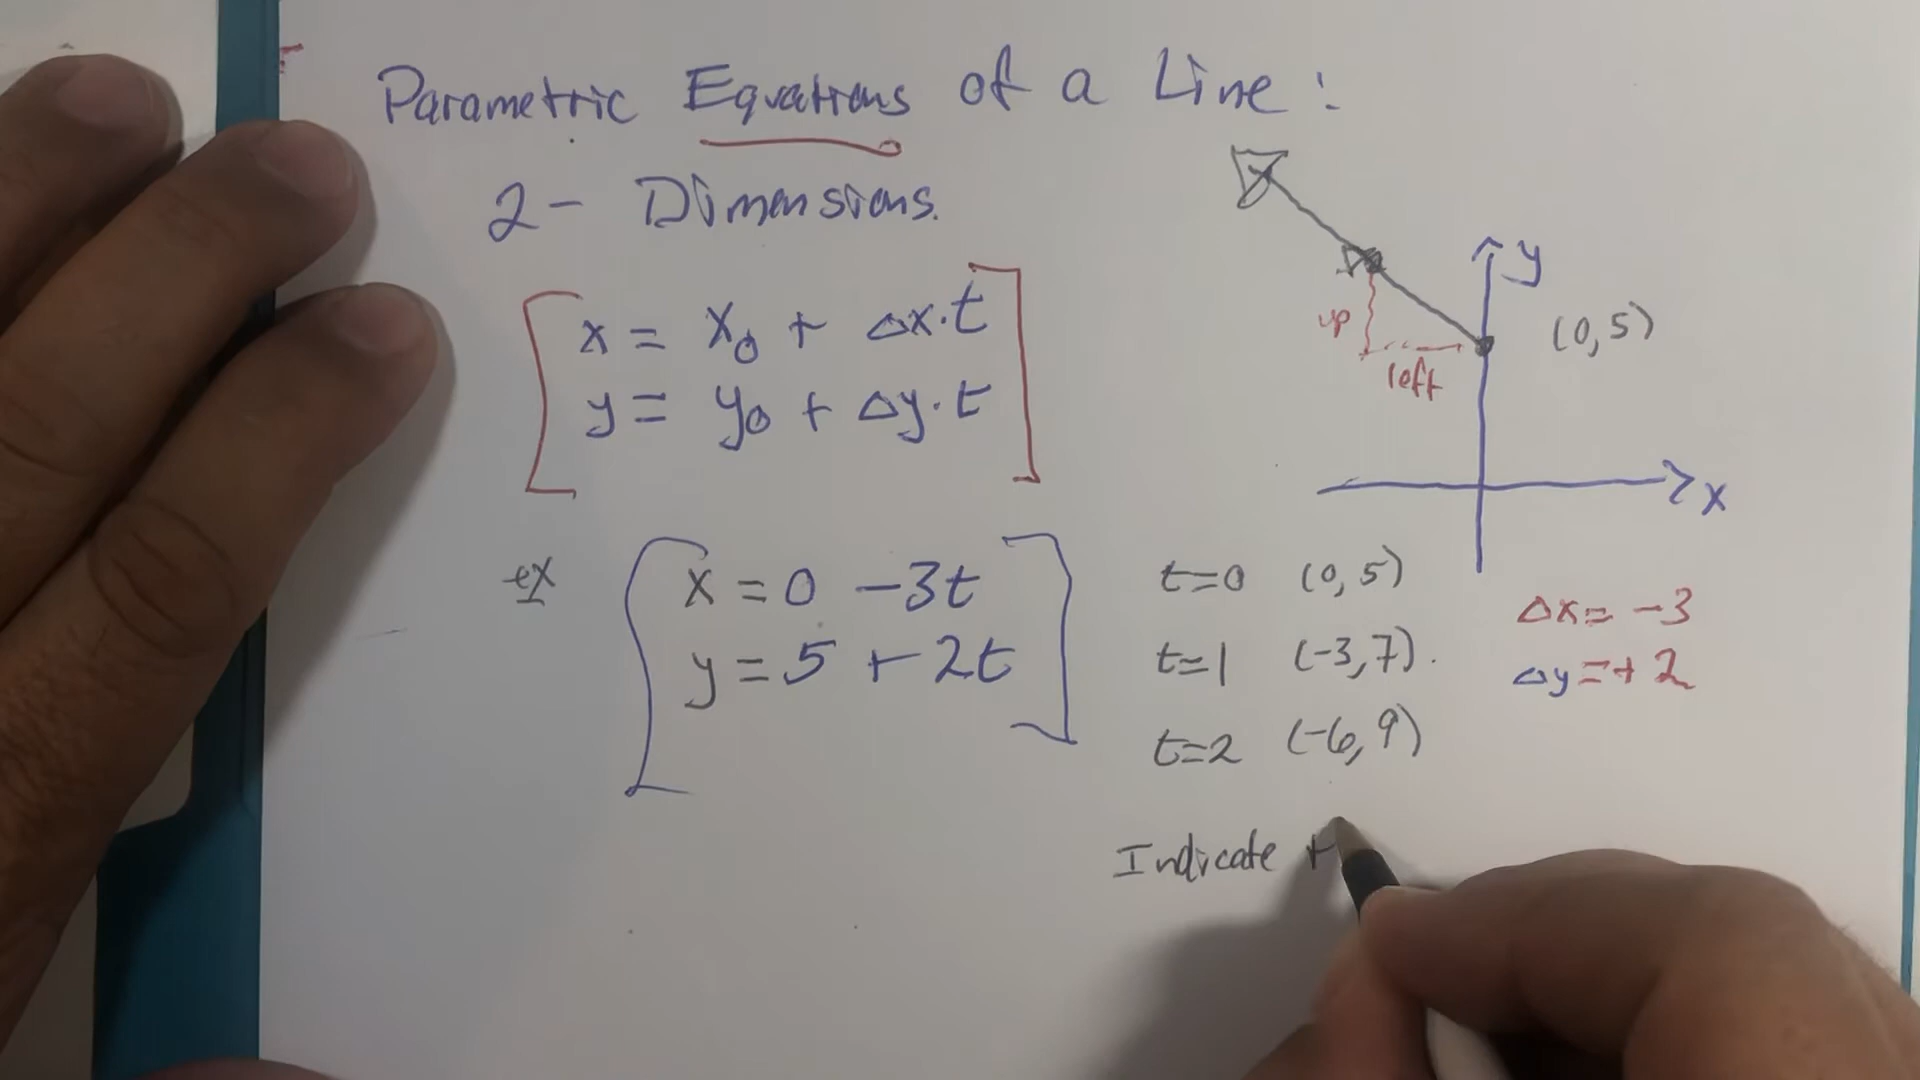 Parametric Equations of a Line:
2- Dimensions.
x = x₀ + Δx·t
y = y₀ + Δy·t
y
(0,5)
up
left
x
ex
x = 0 -3t
y = 5 + 2t
t=0 (0,5)
t=1 (-3,7).
t=2 (-6,9)
Δx = -3
Δy = +2
Indicate